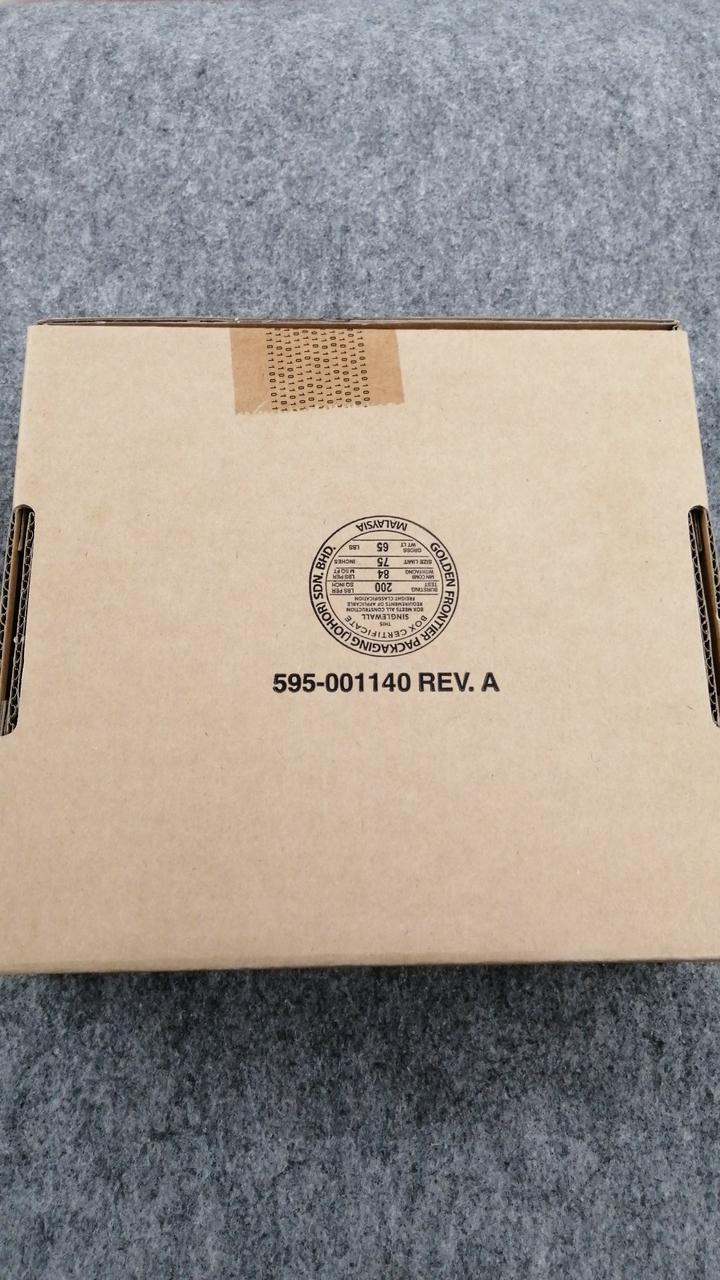 GOLDEN FRONTIER PACKAGING (JOHOR) SDN. BHD.
BOX CERTIFICATE
THIS
SINGLEWALL
BOX MEETS ALL CONSTRUCTION
REQUIREMENTS OF APPLICABLE
FREIGHT CLASSIFICATION
BURSTING TEST 200 LBS PER SQ INCH
MIN COMB WT/FACING 84 LBS PER M SQ FT
SIZE LIMIT 75 INCHES
GROSS WT LT 65 LBS
MALAYSIA
595-001140 REV. A